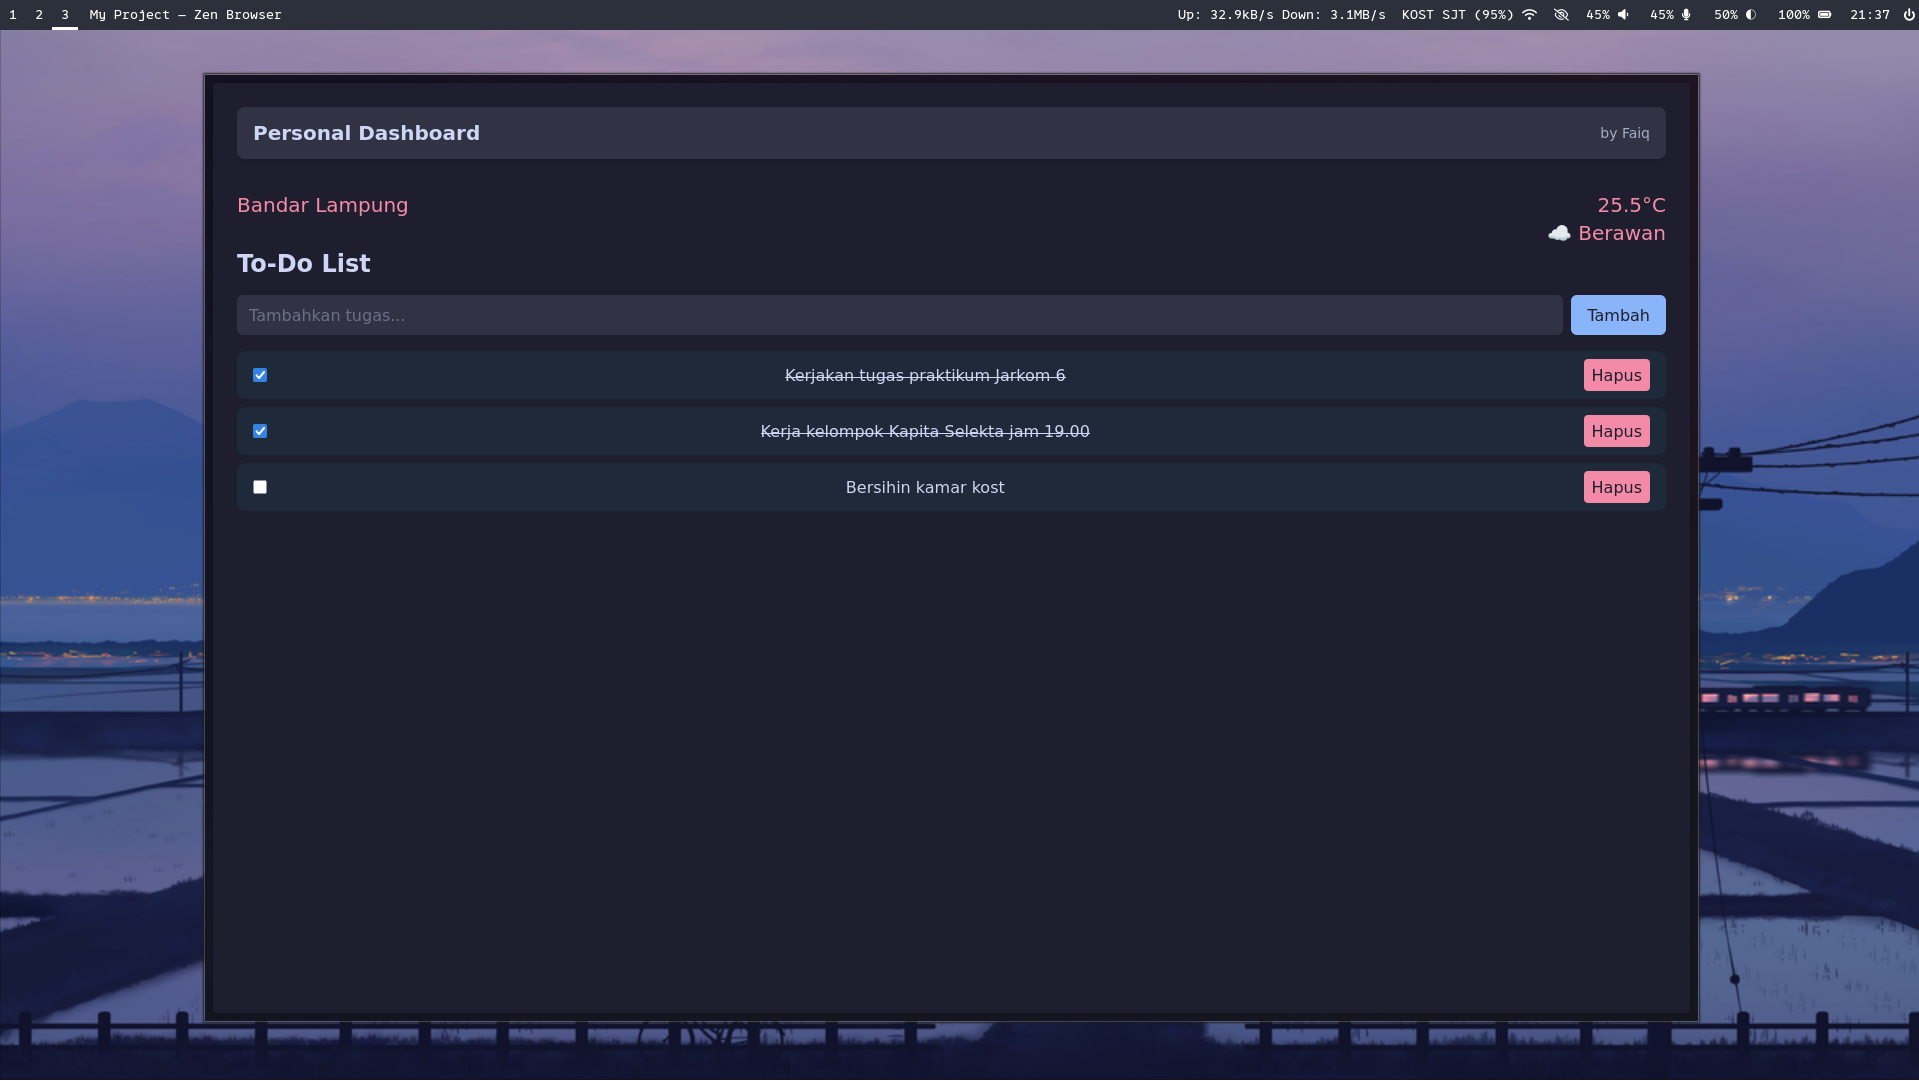 1 2 3 My Project — Zen Browser Up: 32.9kB/s Down: 3.1MB/s KOST SJT (95%) 45% 45% 50% 100% 21:37
Personal Dashboard by Faiq
Bandar Lampung 25.5°C
Berawan
To-Do List
Tambahkan tugas... Tambah
Kerjakan tugas praktikum Jarkom 6 Hapus
Kerja kelompok Kapita Selekta jam 19.00 Hapus
Bersihin kamar kost Hapus